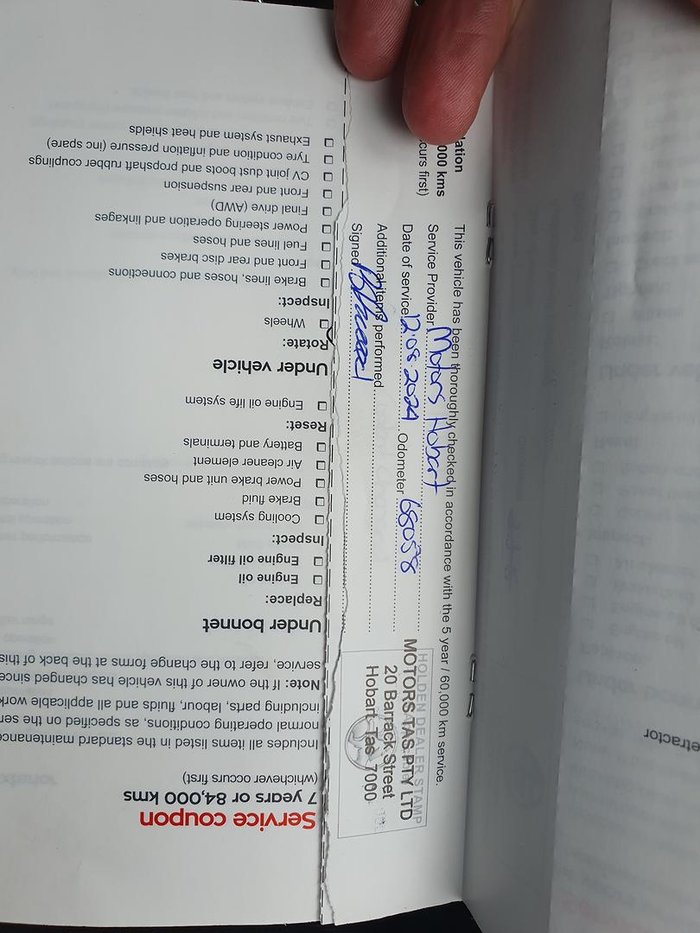 lation
000 kms
curs first)
This vehicle has been thoroughly checked in accordance with the 5 year / 60,000 km service.
Service Provider Motors Hobart
Date of service 12.08.2024 Odometer 68058
Additional items performed
Signed
HOLDEN DEALER STAMP
MOTORS TAS PTY LTD
20 Barrack Street
Hobart Tas 7000
Service coupon
7 years or 84,000 kms
(whichever occurs first)
Includes all items listed in the standard maintenance
normal operating conditions, as specified on the ser
including parts, labour, fluids and all applicable work
Note: If the owner of this vehicle has changed since
service, refer to the change forms at the back of this
Under bonnet
Replace:
Engine oil
Engine oil filter
Inspect:
Cooling system
Brake fluid
Power brake unit and hoses
Air cleaner element
Battery and terminals
Reset:
Engine oil life system
Under vehicle
Rotate:
Wheels
Inspect:
Brake lines, hoses and connections
Front and rear disc brakes
Fuel lines and hoses
Power steering operation and linkages
Final drive (AWD)
Front and rear suspension
CV joint dust boots and propshaft rubber couplings
Tyre condition and inflation pressure (inc spare)
Exhaust system and heat shields
etractor